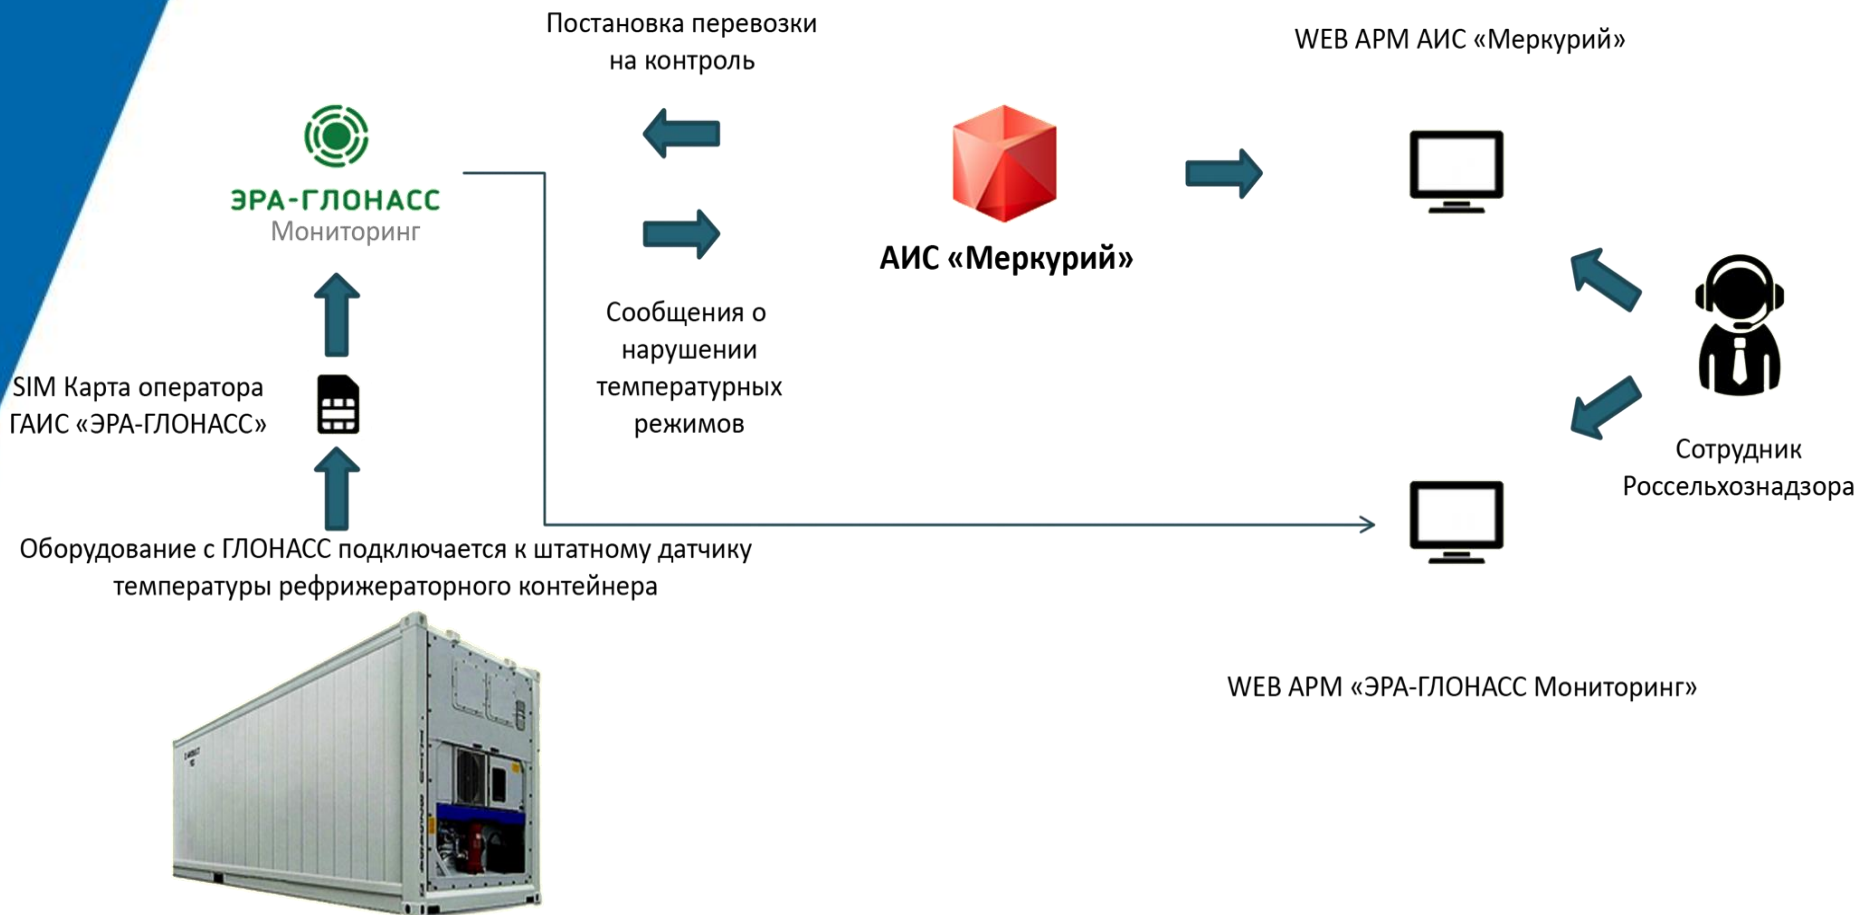 Постановка перевозки
на контроль
WEB АРМ АИС «Меркурий»
ЭРА-ГЛОНАСС
Мониторинг
АИС «Меркурий»
Сообщения о
нарушении
температурных
режимов
SIM Карта оператора
ГАИС «ЭРА-ГЛОНАСС»
Сотрудник
Россельхознадзора
Оборудование с ГЛОНАСС подключается к штатному датчику
температуры рефрижераторного контейнера
WEB АРМ «ЭРА-ГЛОНАСС Мониторинг»